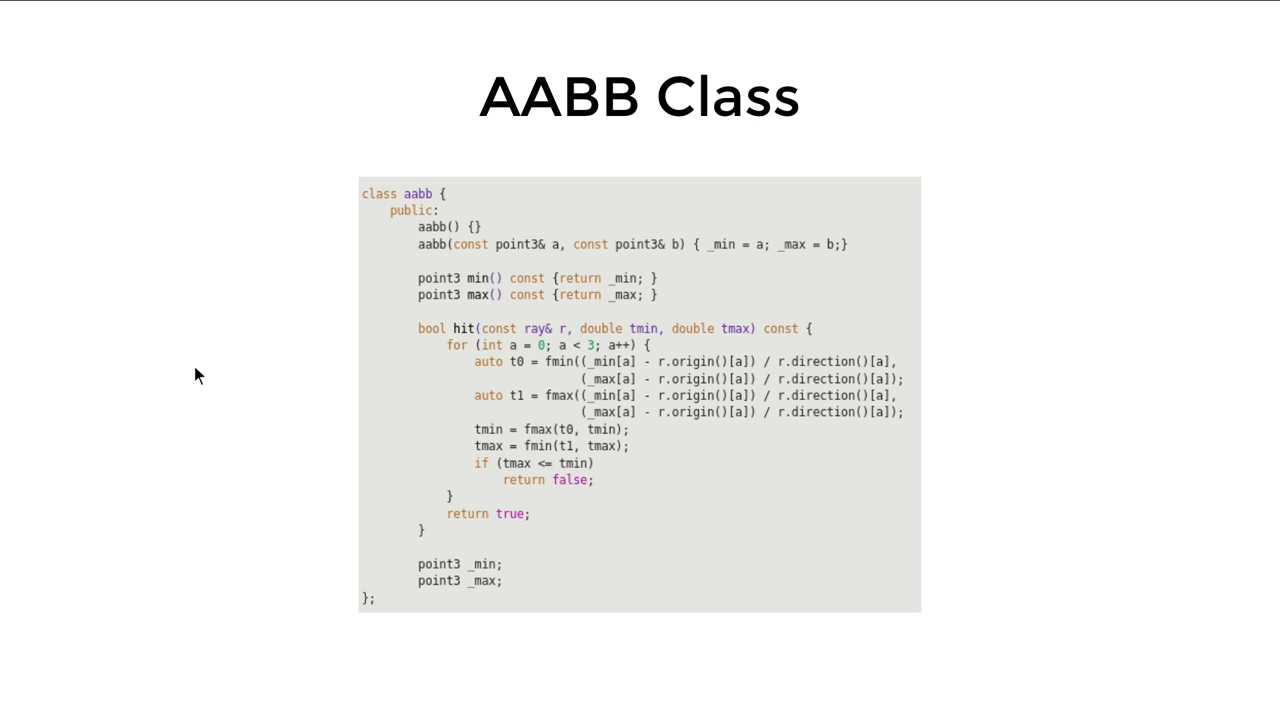 AABB Class
class aabb {
    public:
        aabb() {}
        aabb(const point3& a, const point3& b) { _min = a; _max = b;}

        point3 min() const {return _min; }
        point3 max() const {return _max; }

        bool hit(const ray& r, double tmin, double tmax) const {
            for (int a = 0; a < 3; a++) {
                auto t0 = fmin((_min[a] - r.origin()[a]) / r.direction()[a],
                               (_max[a] - r.origin()[a]) / r.direction()[a]);
                auto t1 = fmax((_min[a] - r.origin()[a]) / r.direction()[a],
                               (_max[a] - r.origin()[a]) / r.direction()[a]);
                tmin = fmax(t0, tmin);
                tmax = fmin(t1, tmax);
                if (tmax <= tmin)
                    return false;
            }
            return true;
        }

        point3 _min;
        point3 _max;
};